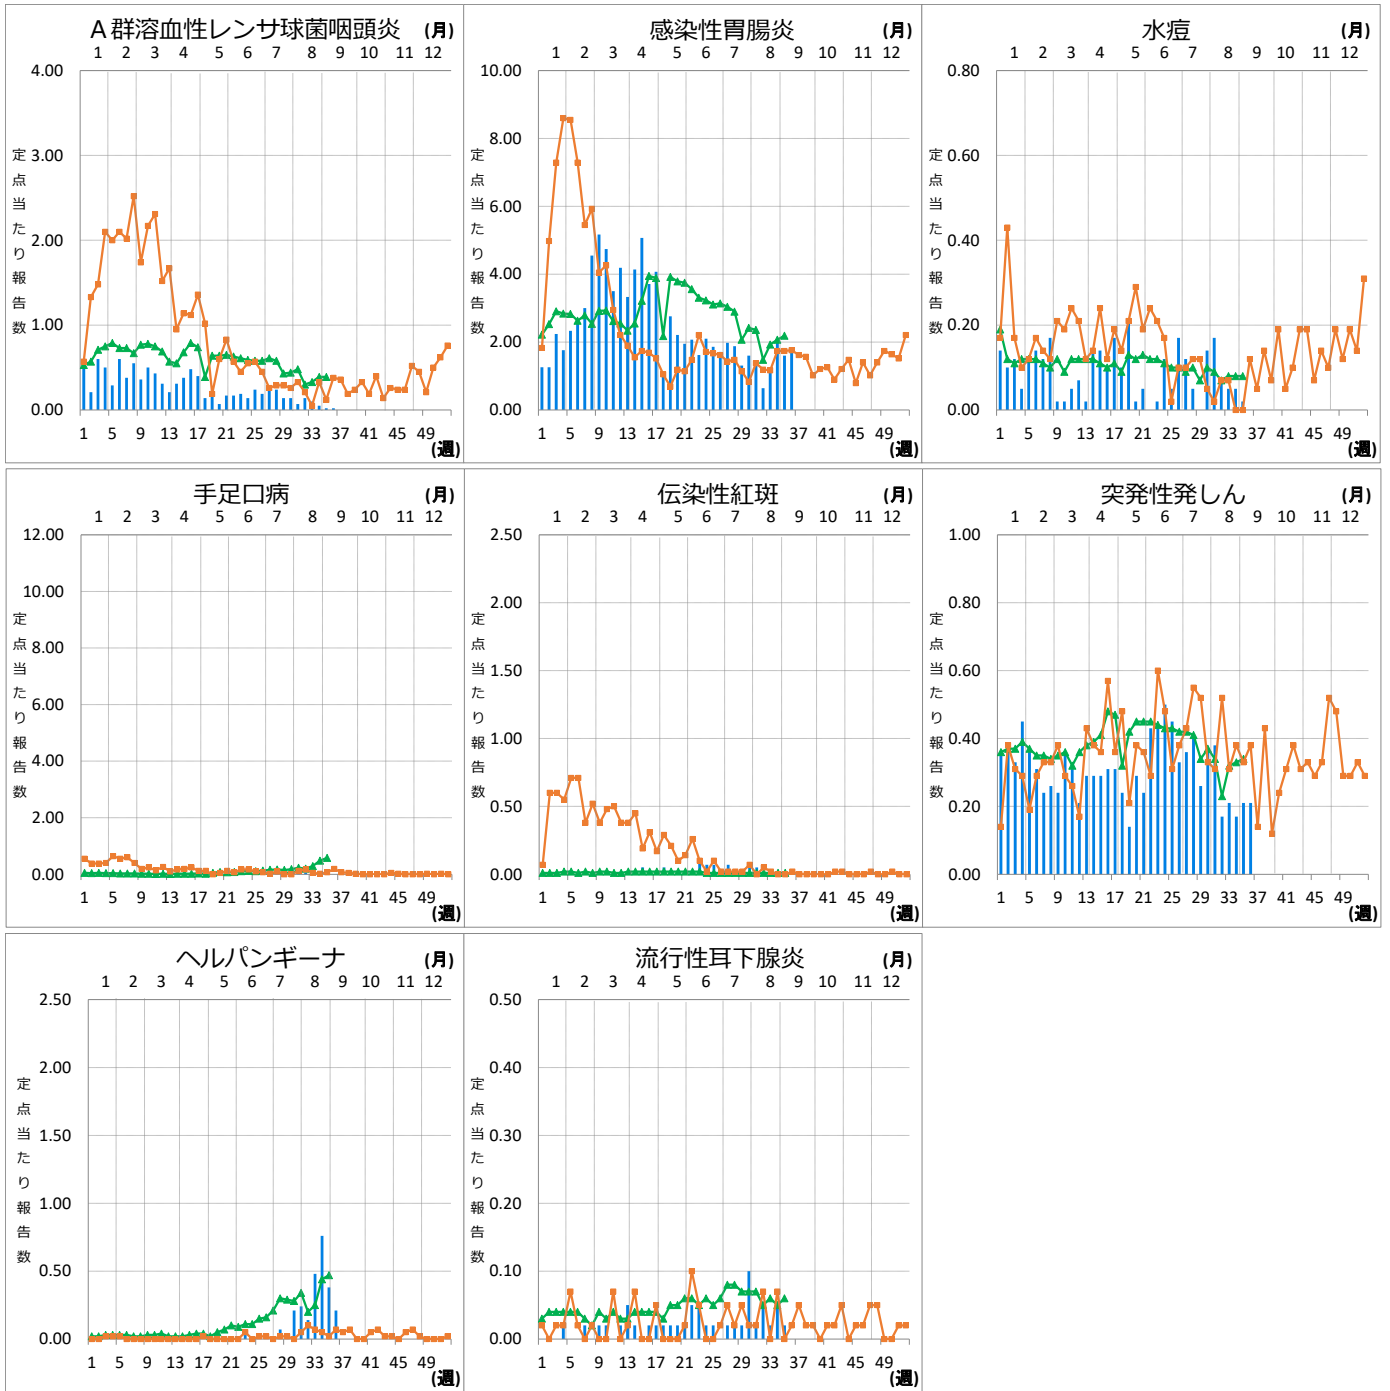 A群溶血性レンサ球菌咽頭炎 (月)
1 2 3 4 5 6 7 8 9 10 11 12
定点当たり報告数
4.00
3.00
2.00
1.00
0.00
1 5 9 13 17 21 25 29 33 37 41 45 49
(週)
感染性胃腸炎 (月)
1 2 3 4 5 6 7 8 9 10 11 12
定点当たり報告数
10.00
8.00
6.00
4.00
2.00
0.00
1 5 9 13 17 21 25 29 33 37 41 45 49
(週)
水痘 (月)
1 2 3 4 5 6 7 8 9 10 11 12
定点当たり報告数
0.80
0.60
0.40
0.20
0.00
1 5 9 13 17 21 25 29 33 37 41 45 49
(週)
手足口病 (月)
1 2 3 4 5 6 7 8 9 10 11 12
定点当たり報告数
12.00
10.00
8.00
6.00
4.00
2.00
0.00
1 5 9 13 17 21 25 29 33 37 41 45 49
(週)
伝染性紅斑 (月)
1 2 3 4 5 6 7 8 9 10 11 12
定点当たり報告数
2.50
2.00
1.50
1.00
0.50
0.00
1 5 9 13 17 21 25 29 33 37 41 45 49
(週)
突発性発しん (月)
1 2 3 4 5 6 7 8 9 10 11 12
定点当たり報告数
1.00
0.80
0.60
0.40
0.20
0.00
1 5 9 13 17 21 25 29 33 37 41 45 49
(週)
ヘルパンギーナ (月)
1 2 3 4 5 6 7 8 9 10 11 12
定点当たり報告数
2.50
2.00
1.50
1.00
0.50
0.00
1 5 9 13 17 21 25 29 33 37 41 45 49
(週)
流行性耳下腺炎 (月)
1 2 3 4 5 6 7 8 9 10 11 12
定点当たり報告数
0.50
0.40
0.30
0.20
0.10
0.00
1 5 9 13 17 21 25 29 33 37 41 45 49
(週)